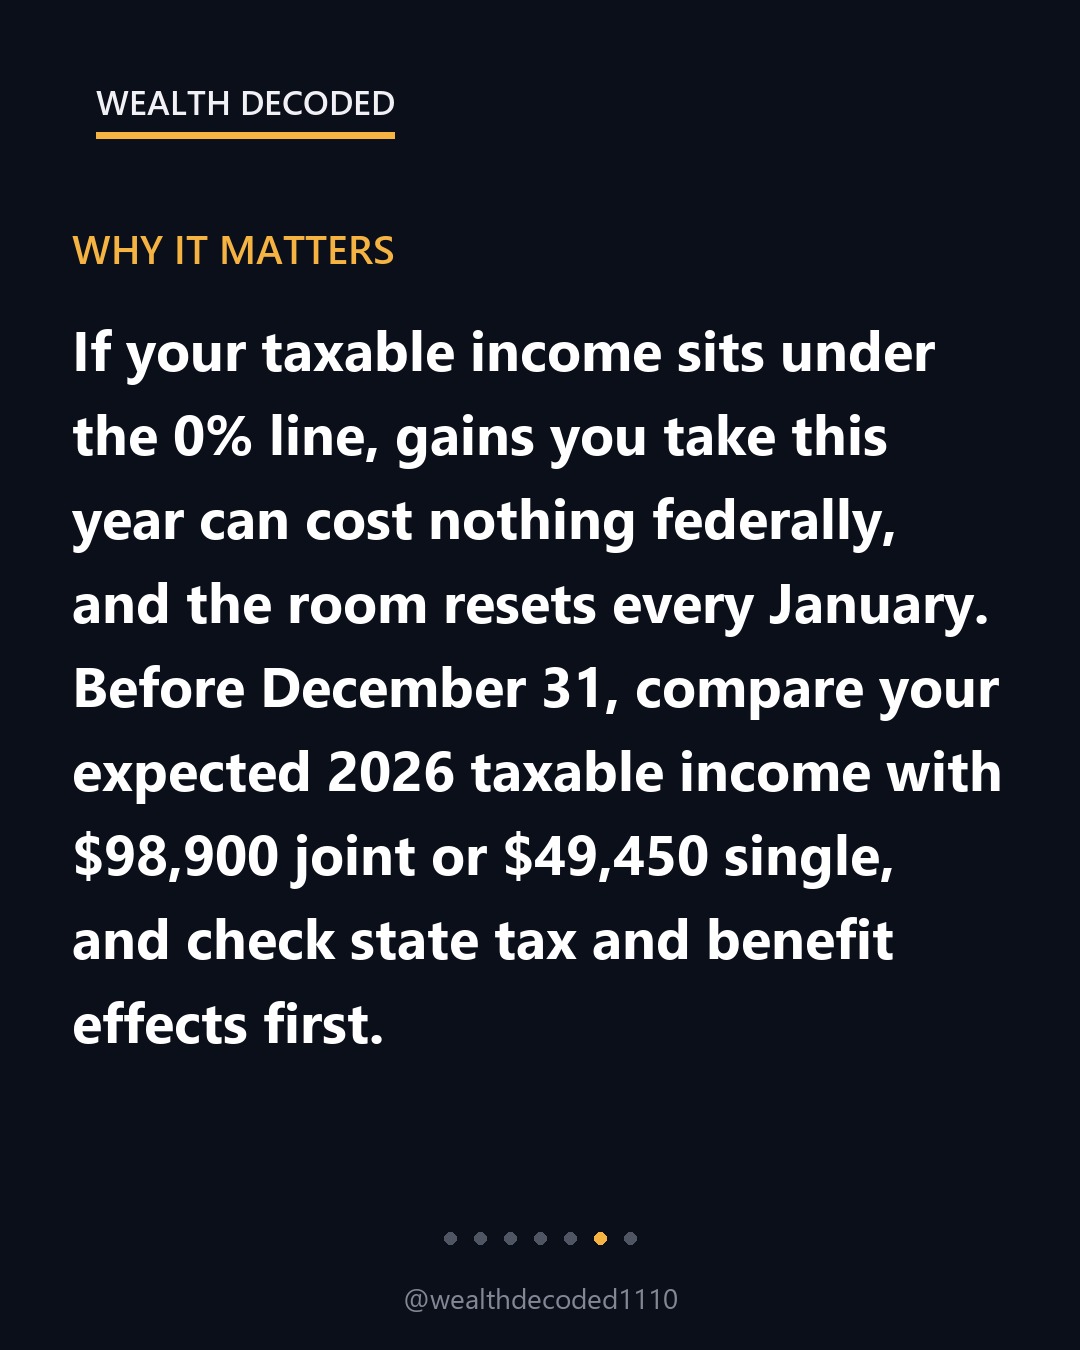 WEALTH DECODED
WHY IT MATTERS
If your taxable income sits under
the 0% line, gains you take this
year can cost nothing federally,
and the room resets every January.
Before December 31, compare your
expected 2026 taxable income with
$98,900 joint or $49,450 single,
and check state tax and benefit
effects first.
@wealthdecoded1110